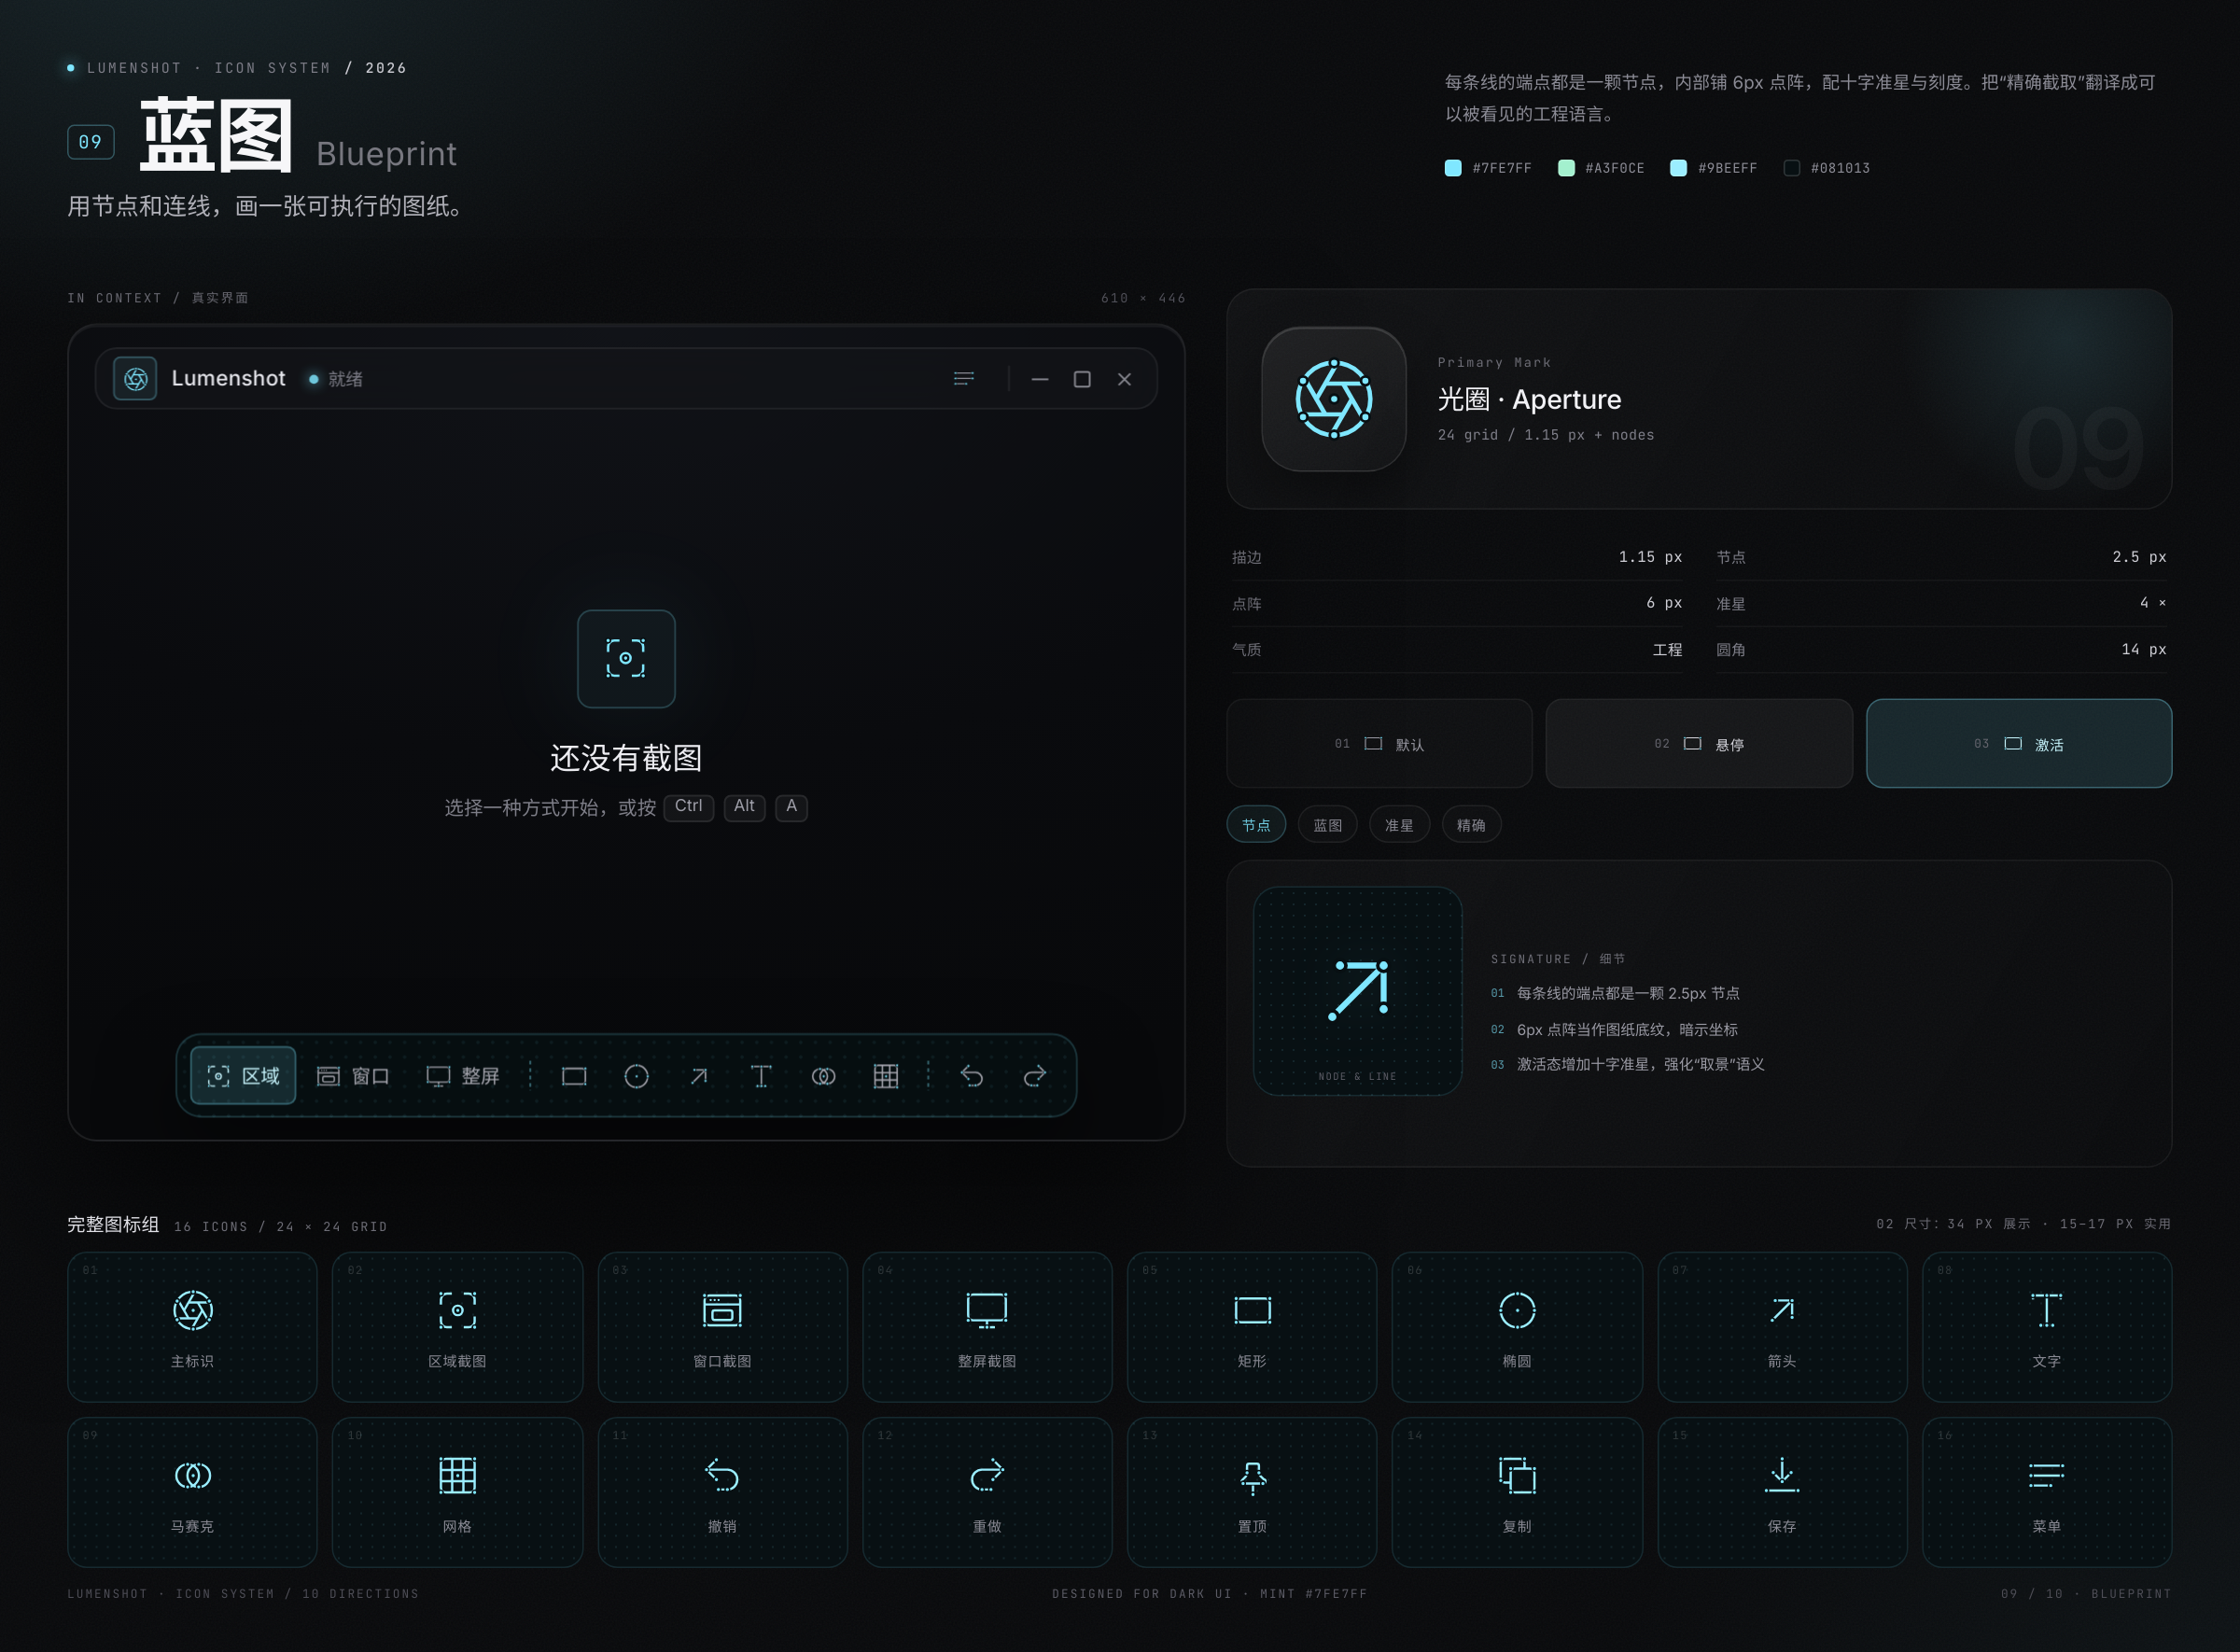 LUMENSHOT · ICON SYSTEM / 2026
09 蓝图 Blueprint
用节点和连线，画一张可执行的图纸。
每条线的端点都是一颗节点，内部铺 6px 点阵，配十字准星与刻度。把“精确截取”翻译成可
以被看见的工程语言。
#7FE7FF #A3F0CE #9BEEFF #081013
IN CONTEXT / 真实界面 610 × 446
Lumenshot 就绪
还没有截图
选择一种方式开始，或按 Ctrl Alt A
区域 窗口 整屏
Primary Mark
光圈 · Aperture
24 grid / 1.15 px + nodes
09
描边 1.15 px 节点 2.5 px
点阵 6 px 准星 4 ×
气质 工程 圆角 14 px
01 默认 02 悬停 03 激活
节点 蓝图 准星 精确
NODE & LINE
SIGNATURE / 细节
01 每条线的端点都是一颗 2.5px 节点
02 6px 点阵当作图纸底纹，暗示坐标
03 激活态增加十字准星，强化“取景”语义
完整图标组 16 ICONS / 24 × 24 GRID
02 尺寸：34 PX 展示 · 15–17 PX 实用
01 02 03 04 05 06 07 08
主标识 区域截图 窗口截图 整屏截图 矩形 椭圆 箭头 文字
09 10 11 12 13 14 15 16
马赛克 网格 撤销 重做 置顶 复制 保存 菜单
LUMENSHOT · ICON SYSTEM / 10 DIRECTIONS
DESIGNED FOR DARK UI · MINT #7FE7FF
09 / 10 · BLUEPRINT